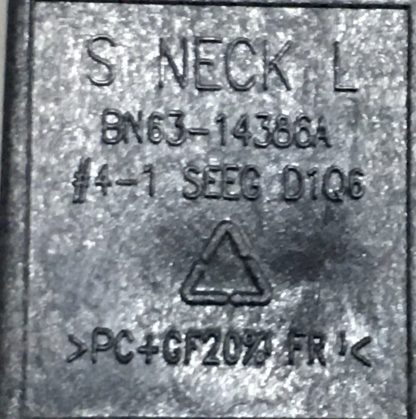 S NECK L
BN63-14386A
#4-1 SEEG D1Q6
>PC+GF20% FR <